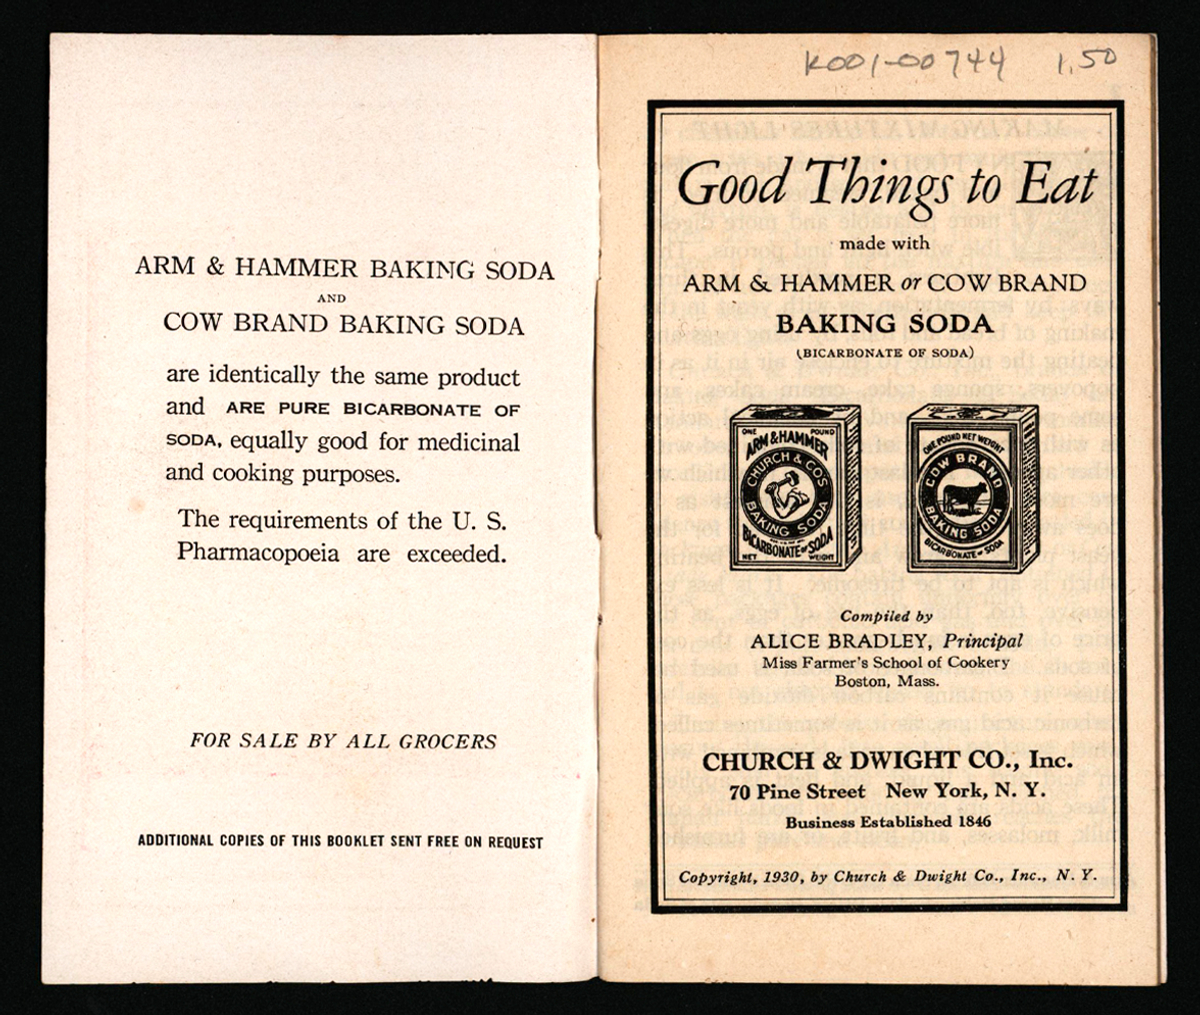 ARM & HAMMER BAKING SODA
AND
COW BRAND BAKING SODA
are identically the same product
and ARE PURE BICARBONATE OF
SODA, equally good for medicinal
and cooking purposes.
The requirements of the U. S.
Pharmacopoeia are exceeded.
FOR SALE BY ALL GROCERS
ADDITIONAL COPIES OF THIS BOOKLET SENT FREE ON REQUEST
K001-00744 1.50
Good Things to Eat
made with
ARM & HAMMER or COW BRAND
BAKING SODA
(BICARBONATE OF SODA)
ONE POUND
ARM & HAMMER
CHURCH & CO'S
BAKING SODA
BICARBONATE OF SODA
NET WEIGHT
ONE POUND NET WEIGHT
COW BRAND
BAKING SODA
BICARBONATE OF SODA
Compiled by
ALICE BRADLEY, Principal
Miss Farmer's School of Cookery
Boston, Mass.
CHURCH & DWIGHT CO., Inc.
70 Pine Street New York, N. Y.
Business Established 1846
Copyright, 1930, by Church & Dwight Co., Inc., N. Y.